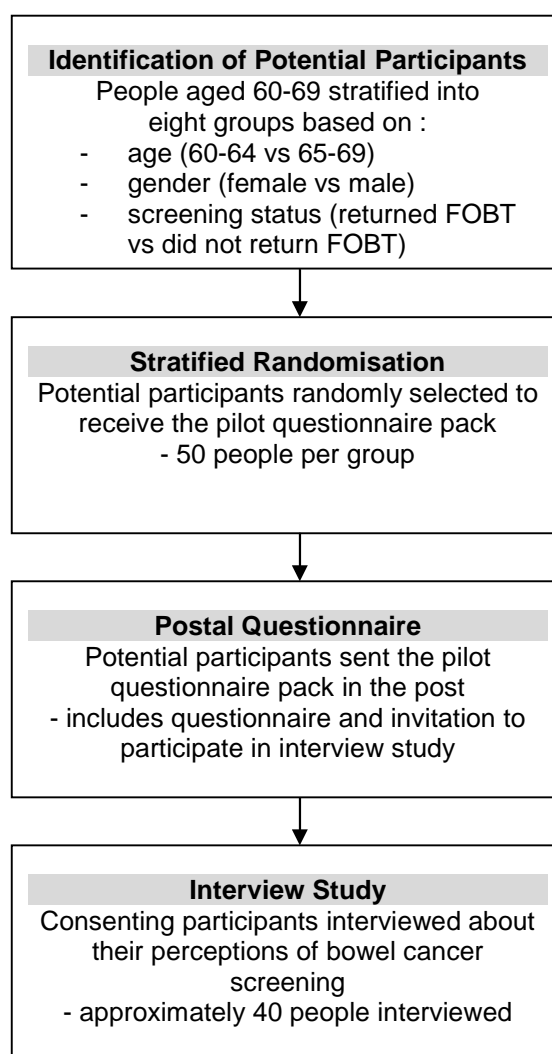 Identification of Potential Participants
People aged 60-69 stratified into
eight groups based on :
- age (60-64 vs 65-69)
- gender (female vs male)
- screening status (returned FOBT
vs did not return FOBT)
Stratified Randomisation
Potential participants randomly selected to
receive the pilot questionnaire pack
- 50 people per group
Postal Questionnaire
Potential participants sent the pilot
questionnaire pack in the post
- includes questionnaire and invitation to
participate in interview study
Interview Study
Consenting participants interviewed about
their perceptions of bowel cancer
screening
- approximately 40 people interviewed